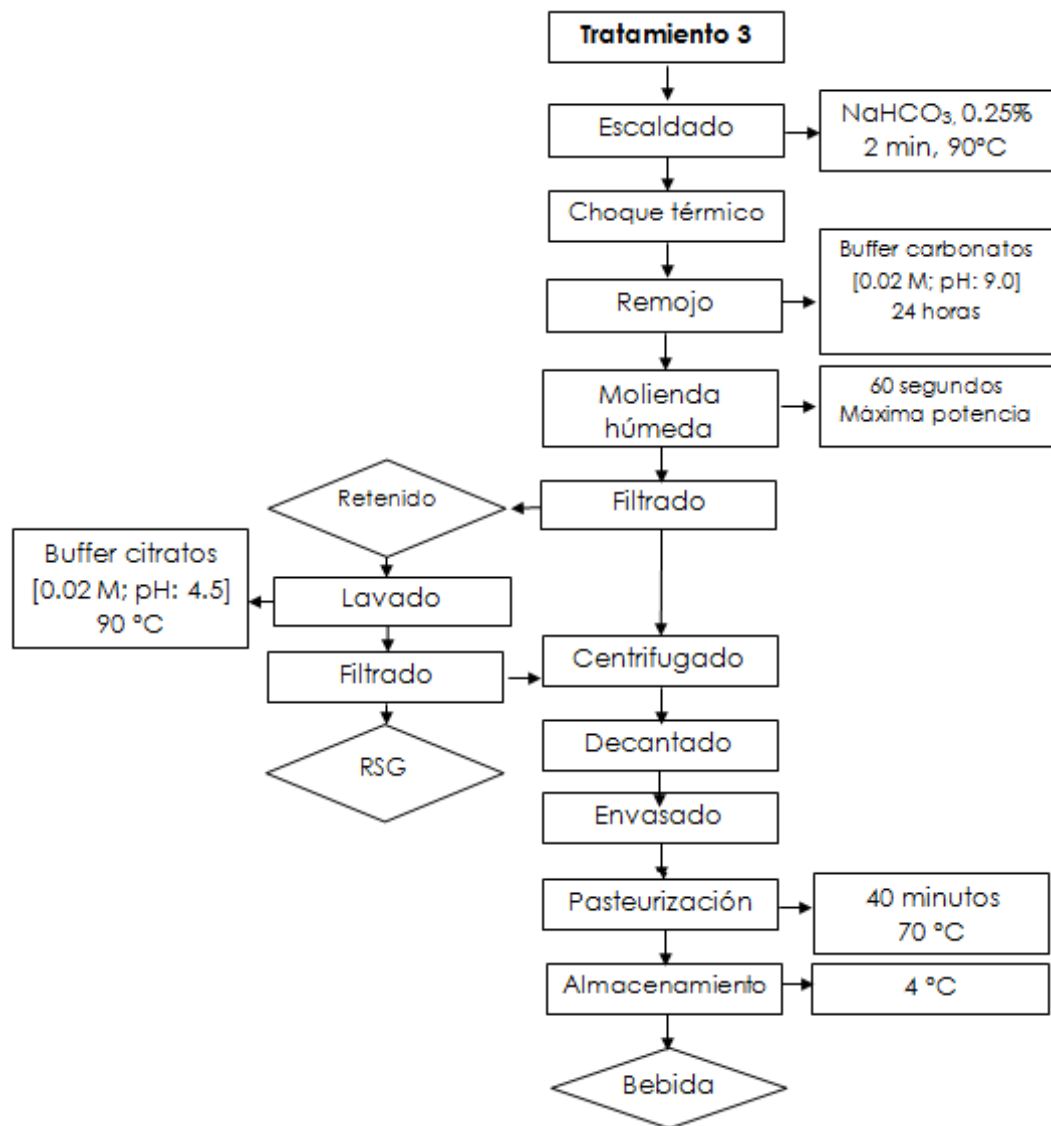 Tratamiento 3
Escaldado
NaHCO₃, 0.25%
2 min, 90°C
Choque térmico
Remojo
Buffer carbonatos
[0.02 M; pH: 9.0]
24 horas
Molienda
húmeda
60 segundos
Máxima potencia
Retenido
Filtrado
Buffer citratos
[0.02 M; pH: 4.5]
90 °C
Lavado
Filtrado
Centrifugado
RSG
Decantado
Envasado
Pasteurización
40 minutos
70 °C
Almacenamiento
4 °C
Bebida